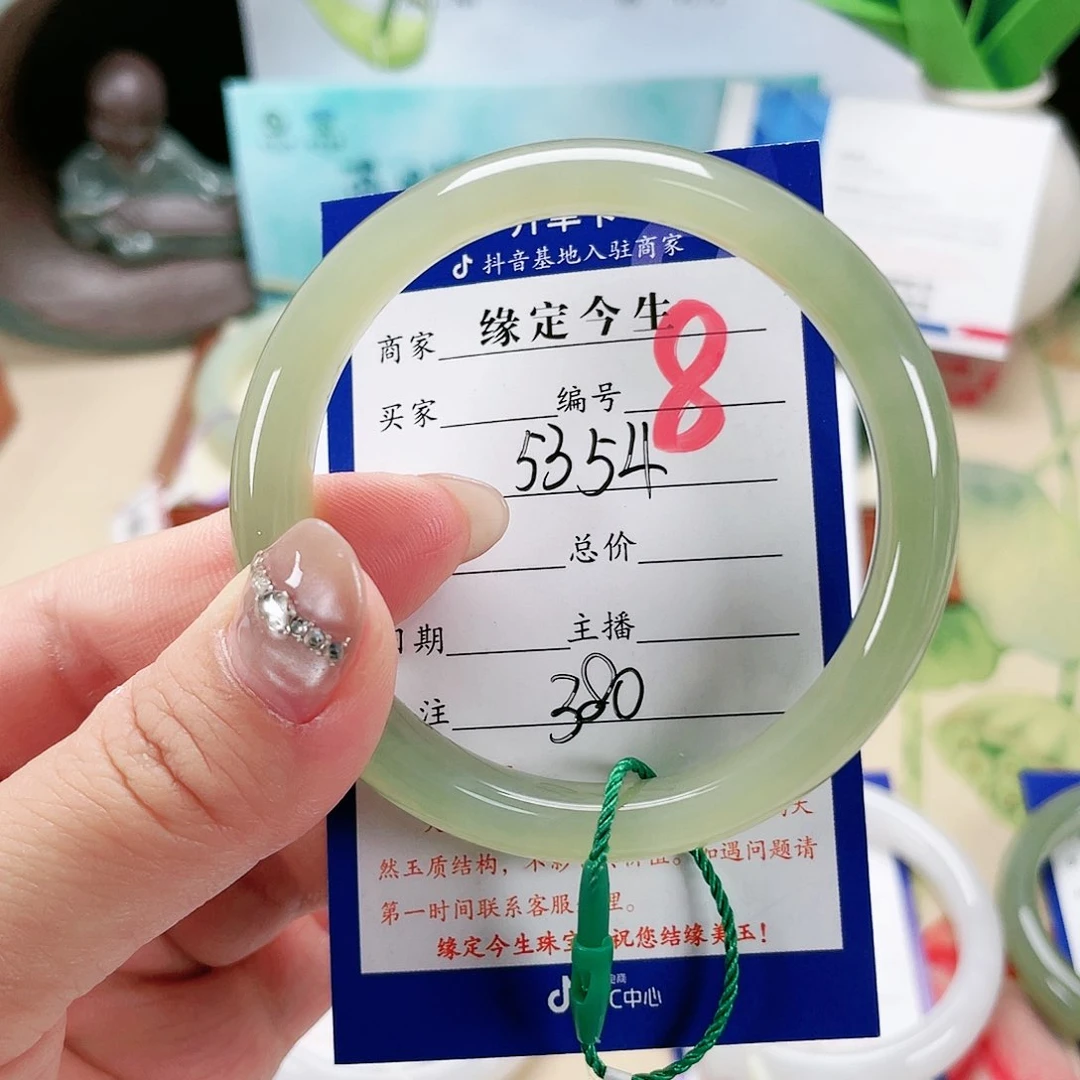 抖音基地入驻商家
商家 缘定今生
8
买家 编号
5354
总价
期 主播
注 380
然玉质结构，
如遇问题请
第一时间联系客服
缘定今生珠宝 祝您结缘美玉！
C中心